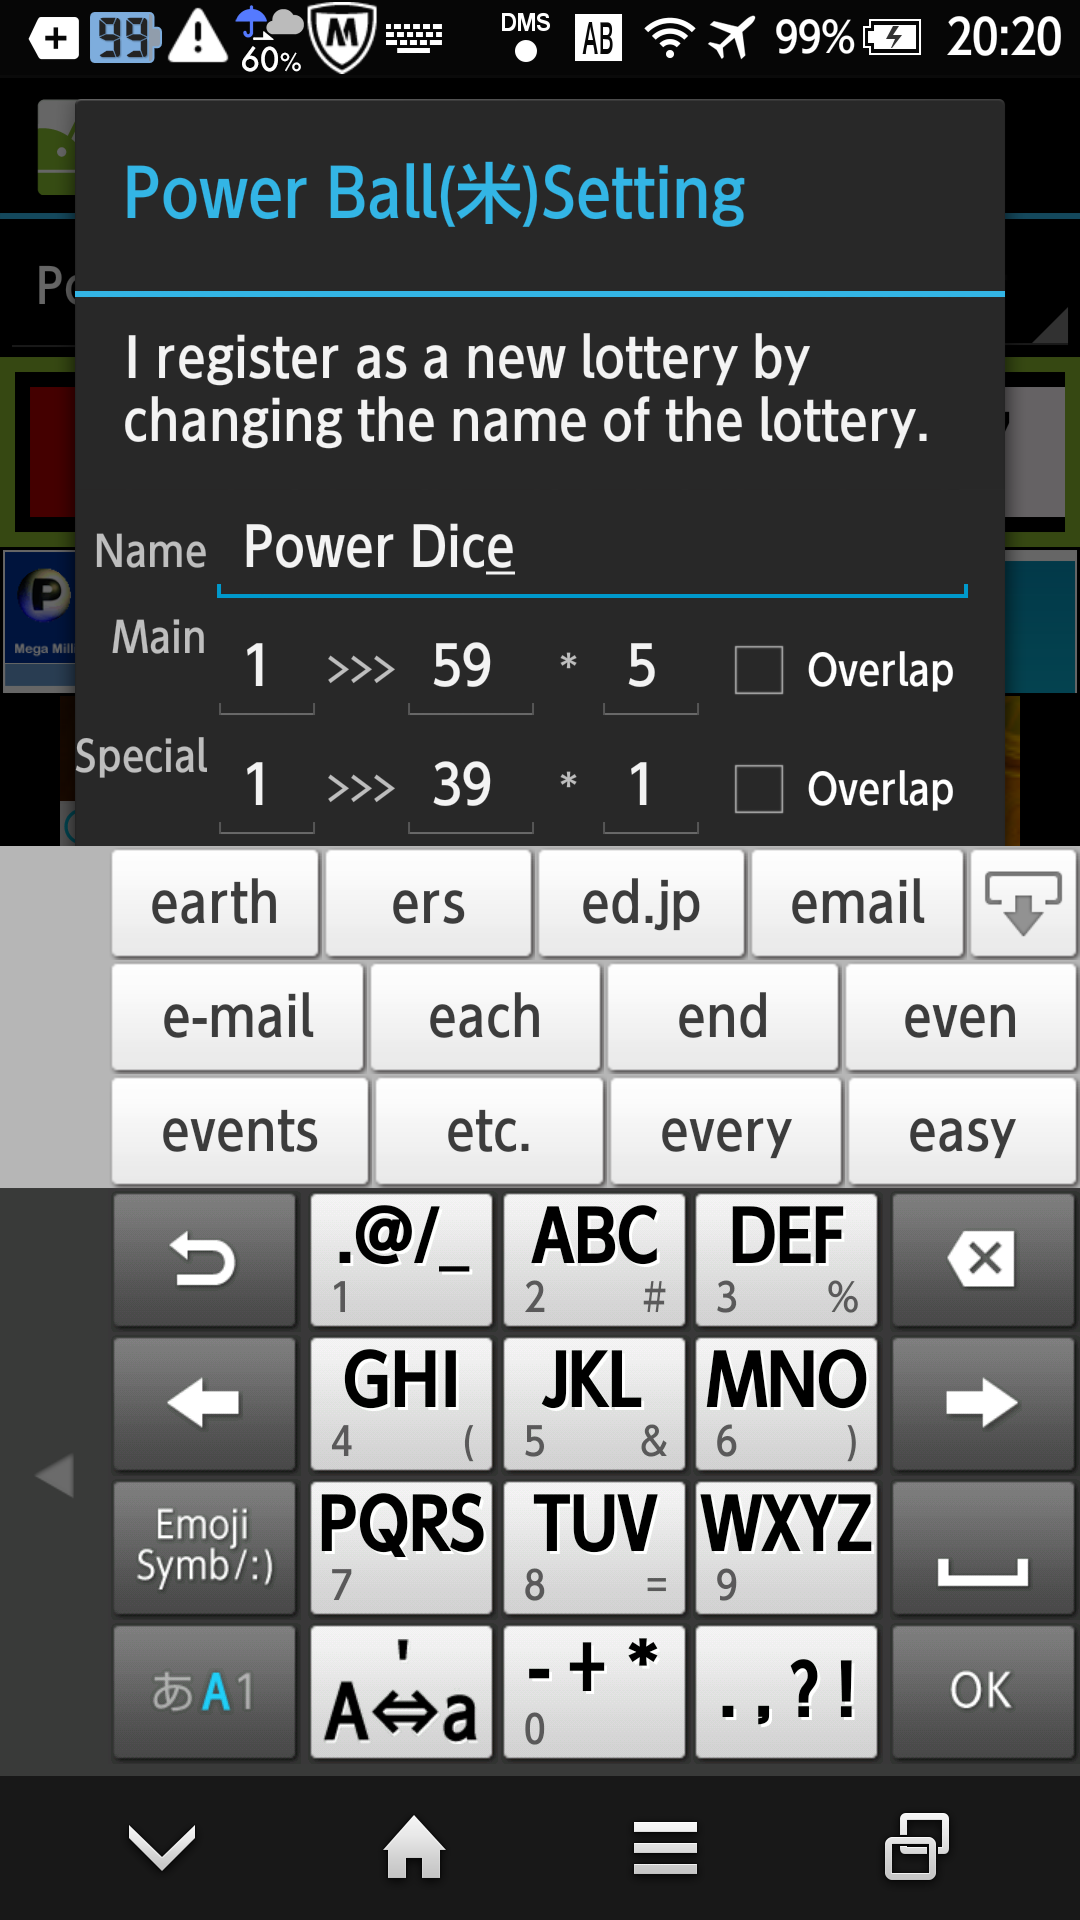 99 60% M DMS AB 99% 20:20
Power Ball(米)Setting
I register as a new lottery by
changing the name of the lottery.
Name Power Dice
Main 1 >>> 59 * 5 Overlap
Special 1 >>> 39 * 1 Overlap
P
Mega Mill
earth ers ed.jp email
e-mail each end even
events etc. every easy
.@/_ ABC DEF
1 2 # 3 %
GHI JKL MNO
4 ( 5 & 6 )
Emoji
Symb/:)
PQRS TUV WXYZ
7 8 = 9
あA1
' A⇔a
- + *
0
. , ? !
OK